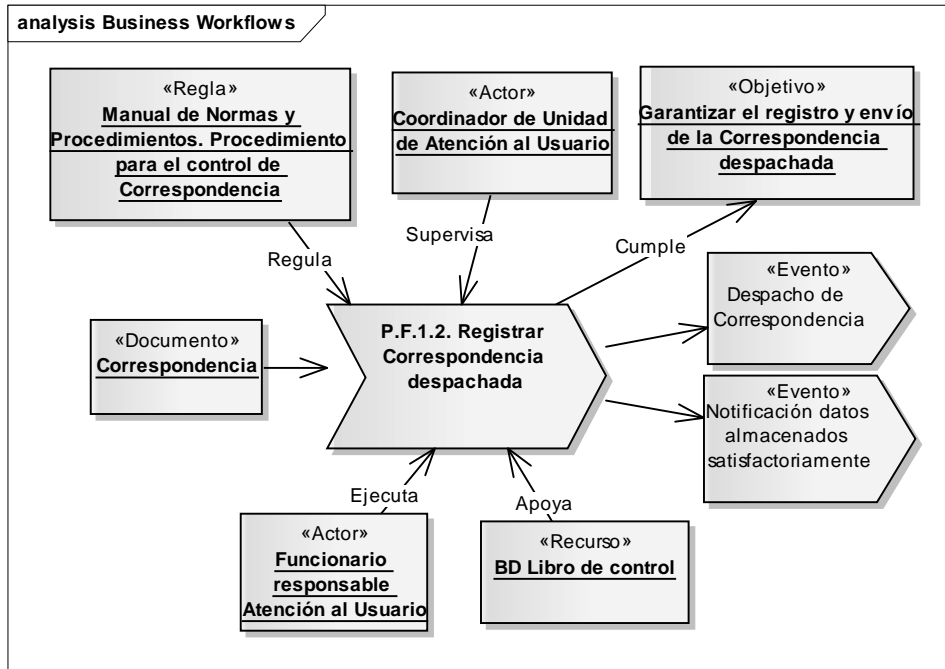 analysis Business Workflows
«Regla»
Manual de Normas y
Procedimientos. Procedimiento
para el control de
Correspondencia
«Actor»
Coordinador de Unidad
de Atención al Usuario
«Objetivo»
Garantizar el registro y envío
de la Correspondencia
despachada
Regula
Supervisa
Cumple
«Evento»
Despacho de
Correspondencia
«Documento»
Correspondencia
P.F.1.2. Registrar
Correspondencia
despachada
«Evento»
Notificación datos
almacenados
satisfactoriamente
Ejecuta
Apoya
«Actor»
Funcionario
responsable
Atención al Usuario
«Recurso»
BD Libro de control